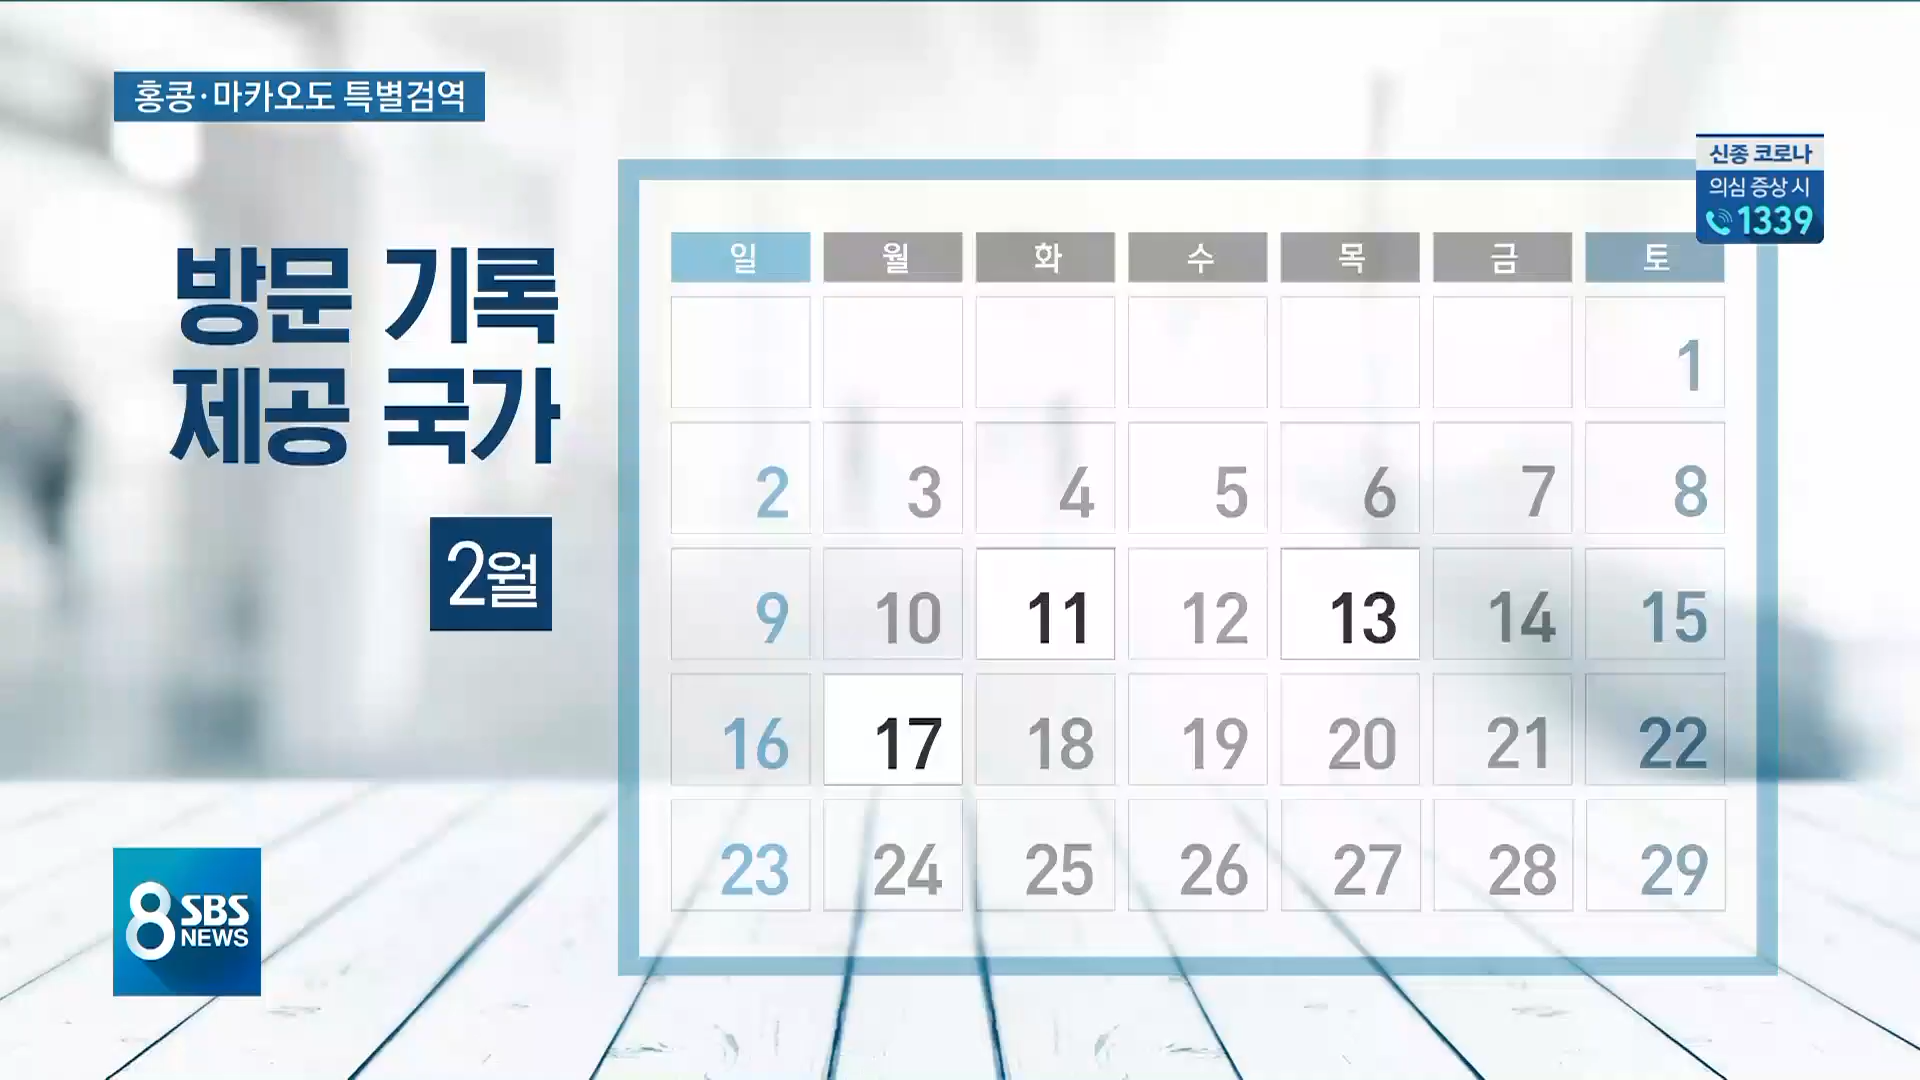 홍콩·마카오도 특별검역
신종 코로나
의심 증상 시
1339
방문 기록
제공 국가
2월
일 월 화 수 목 금 토
1
2 3 4 5 6 7 8
9 10 11 12 13 14 15
16 17 18 19 20 21 22
23 24 25 26 27 28 29
8 SBS
NEWS